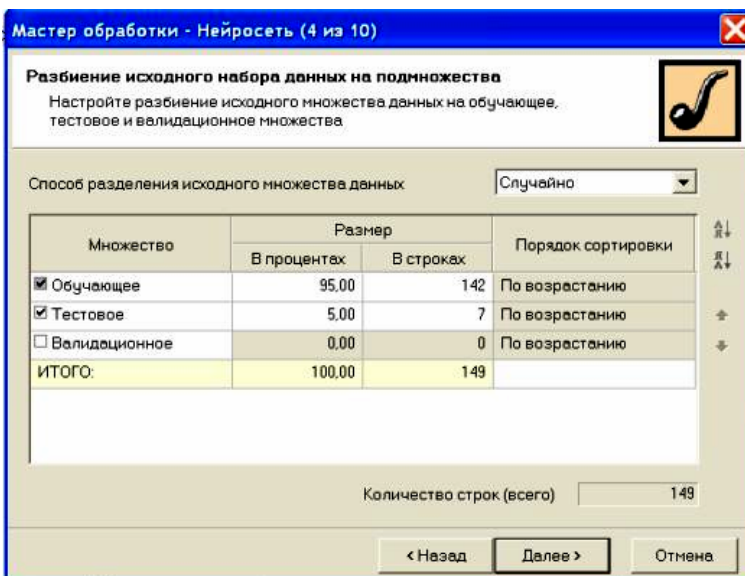 Мастер обработки - Нейросеть (4 из 10)
Разбиение исходного набора данных на подмножества
Настройте разбиение исходного множества данных на обучающее,
тестовое и валидационное множества
Способ разделения исходного множества данных Случайно
Множество Размер Порядок сортировки
В процентах В строках
Обучающее 95,00 142 По возрастанию
Тестовое 5,00 7 По возрастанию
Валидационное 0,00 0 По возрастанию
ИТОГО: 100,00 149
Количество строк (всего) 149
< Назад Далее > Отмена